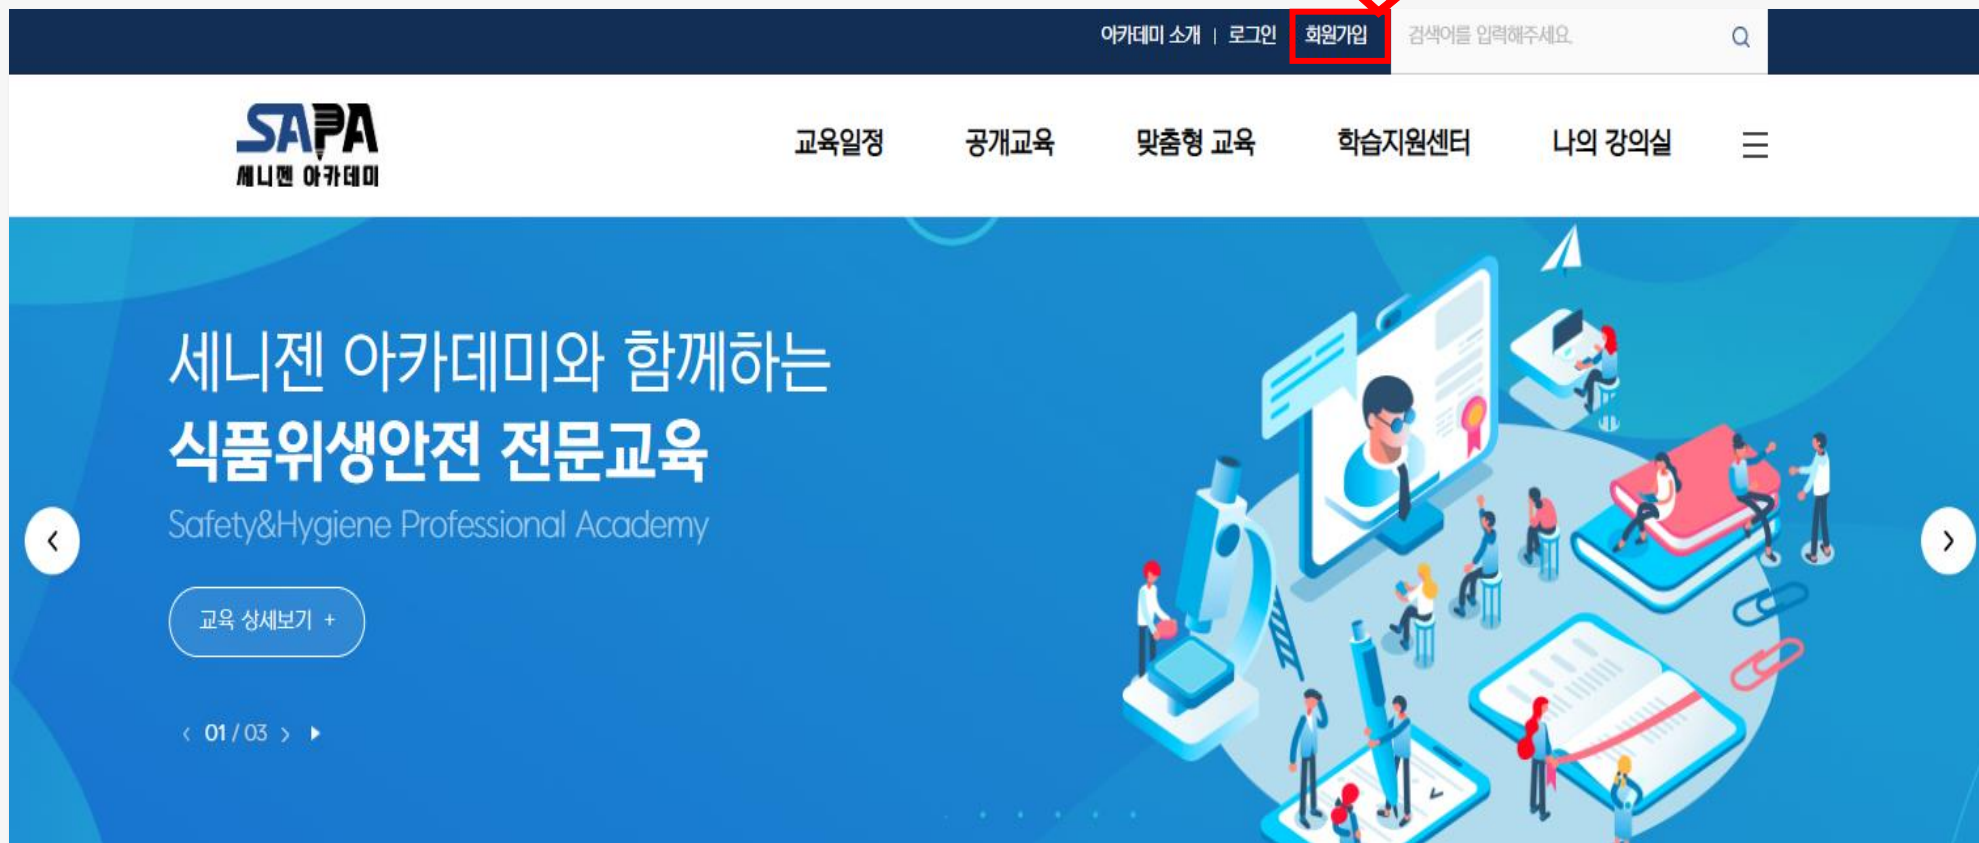 아카데미 소개 | 로그인 회원가입 검색어를 입력해주세요.
SAPA
세니젠 아카데미
교육일정 공개교육 맞춤형 교육 학습지원센터 나의 강의실
세니젠 아카데미와 함께하는
식품위생안전 전문교육
Safety&Hygiene Professional Academy
교육 상세보기 +
01 / 03